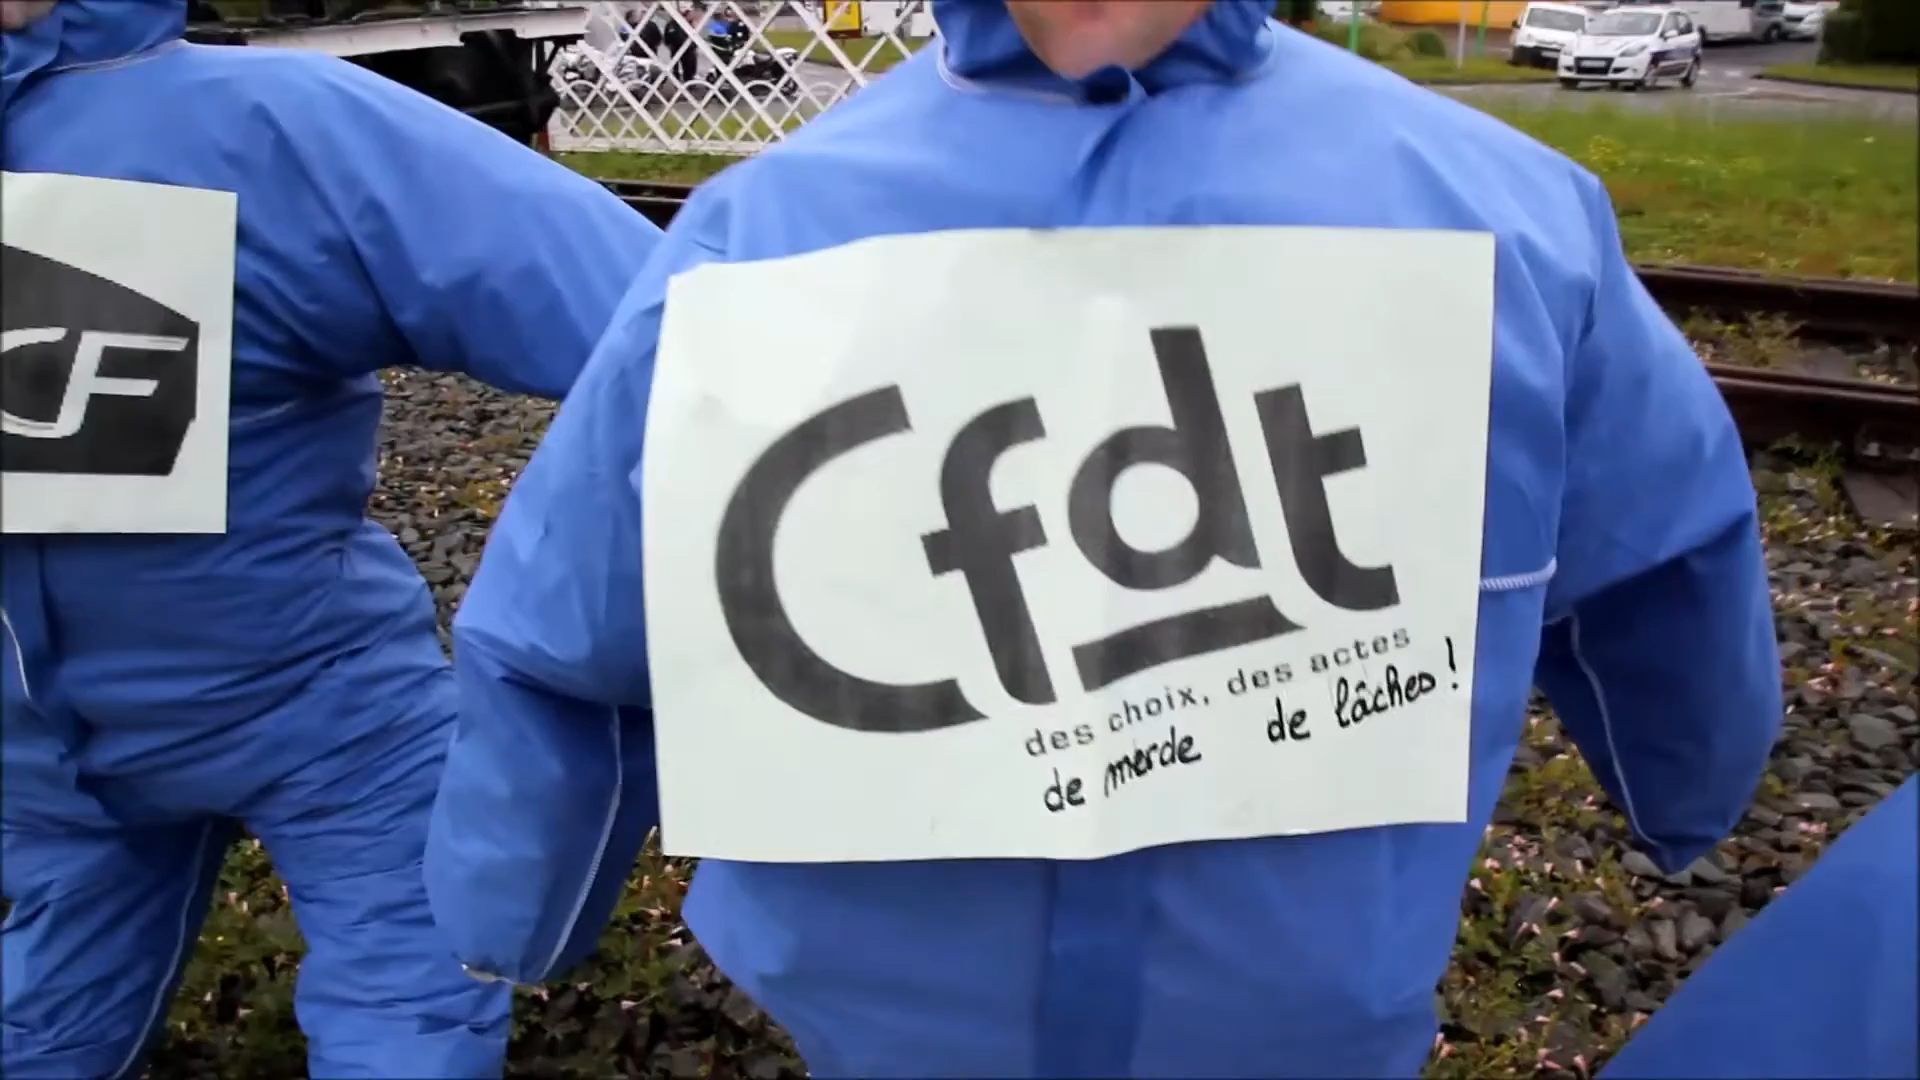 CF
Cfdt
des choix, des actes
de merde de lâches !